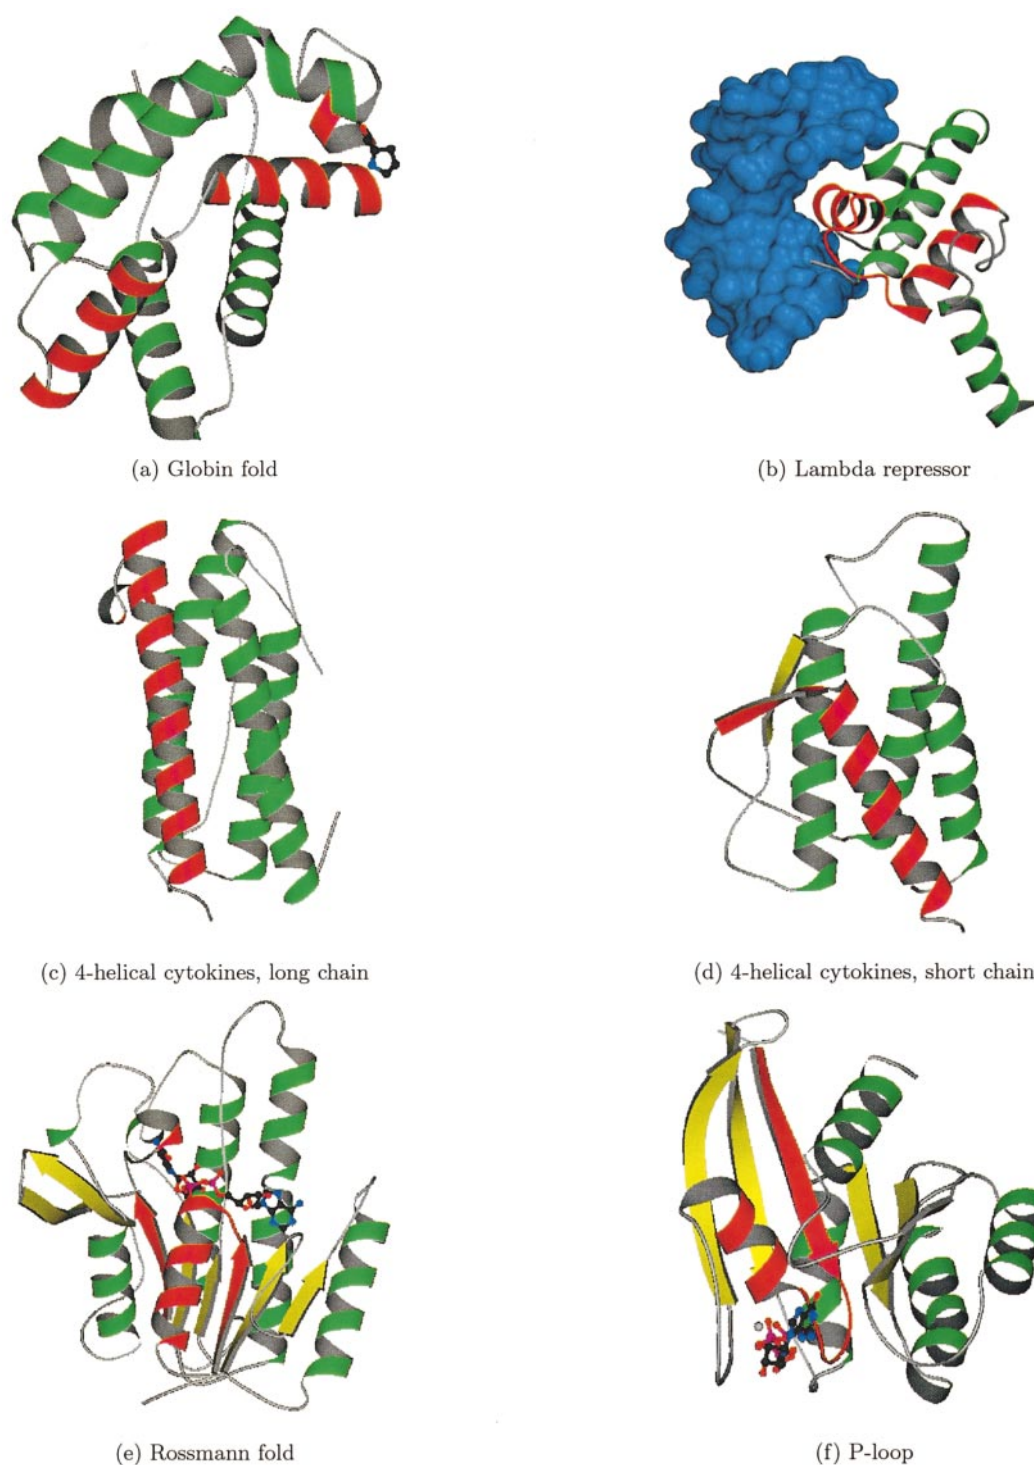 (a) Globin fold
(b) Lambda repressor
(c) 4-helical cytokines, long chain
(d) 4-helical cytokines, short chain
(e) Rossmann fold
(f) P-loop